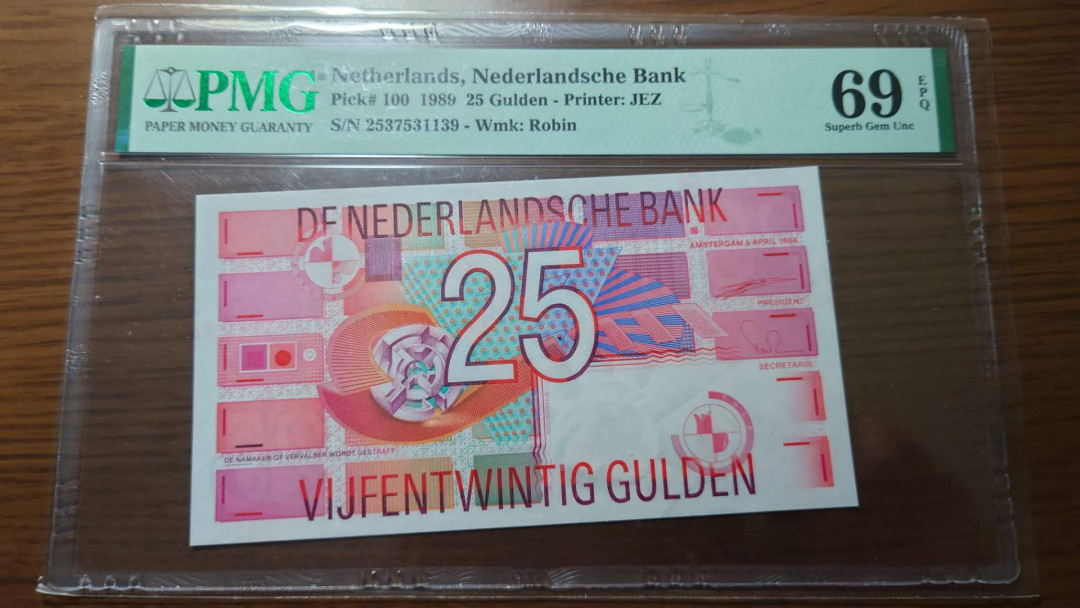 PMG
PAPER MONEY GUARANTY
Netherlands, Nederlandsche Bank
Pick# 100 1989 25 Gulden - Printer: JEZ
S/N 2537531139 - Wmk: Robin
69
EPQ
Superb Gem Unc
DE NEDERLANDSCHE BANK
AMSTERDAM 5 APRIL 1989
25
PRESIDENT
SECRETARIS
DE NAMAKER OF VERVALSER WORDT GESTRAFT
VIJFENTWINTIG GULDEN